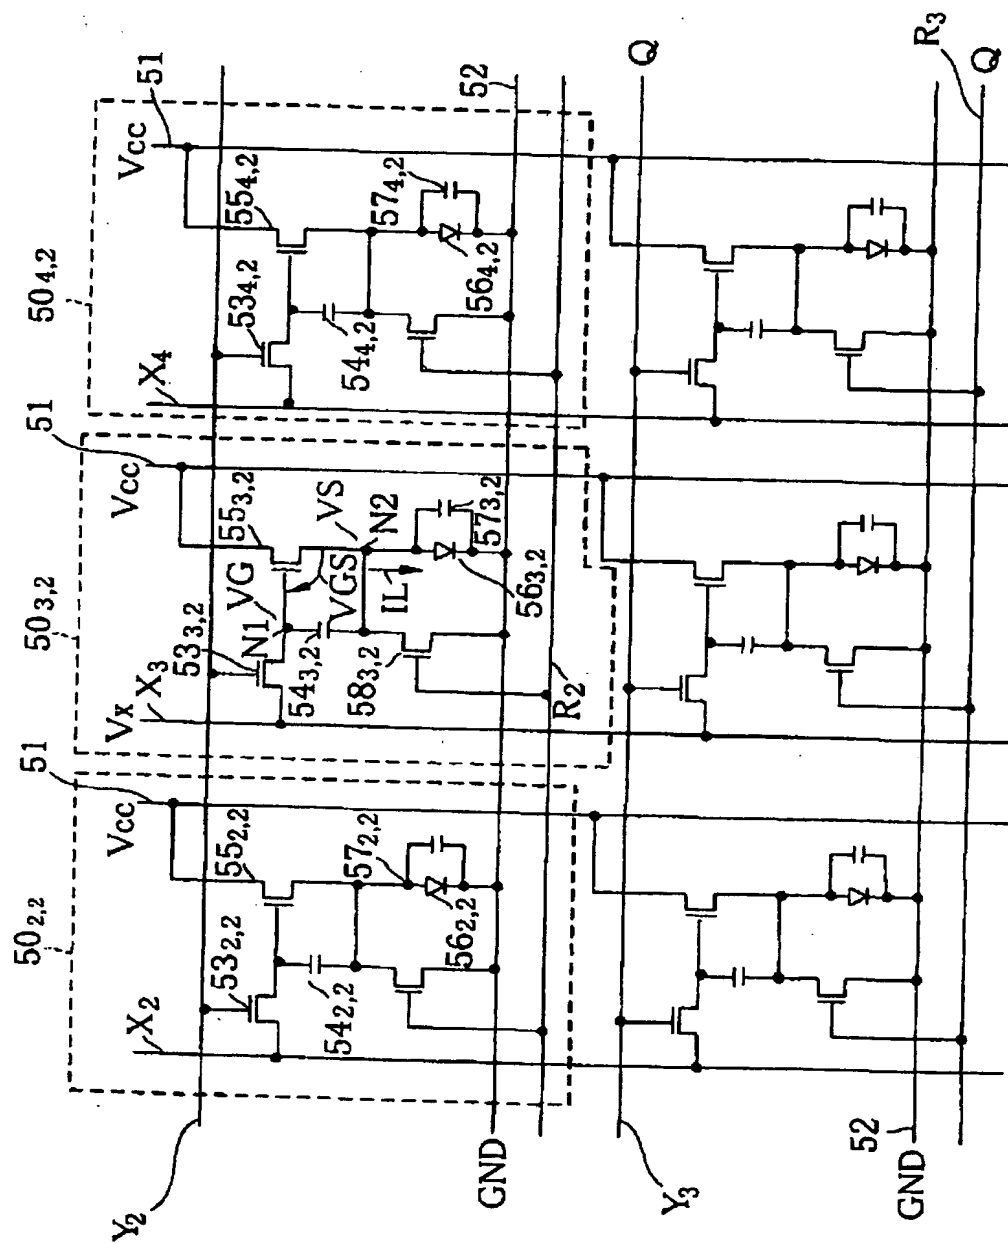 50₂,₂
50₃,₂
50₄,₂
51
51
51
Vcc
Vcc
Vcc
X₂
V_X
X₃
X₄
53₂,₂
55₂,₂
53₃,₂
VG
55₃,₂
53₄,₂
55₄,₂
Y₂
N1
VS
N2
VGS
54₂,₂
57₂,₂
54₃,₂
IL
54₄,₂
57₄,₂
56₂,₂
58₃,₂
56₃,₂
57₃,₂
56₄,₂
GND
52
R₂
Y₃
Q
52
GND
R₃
Q